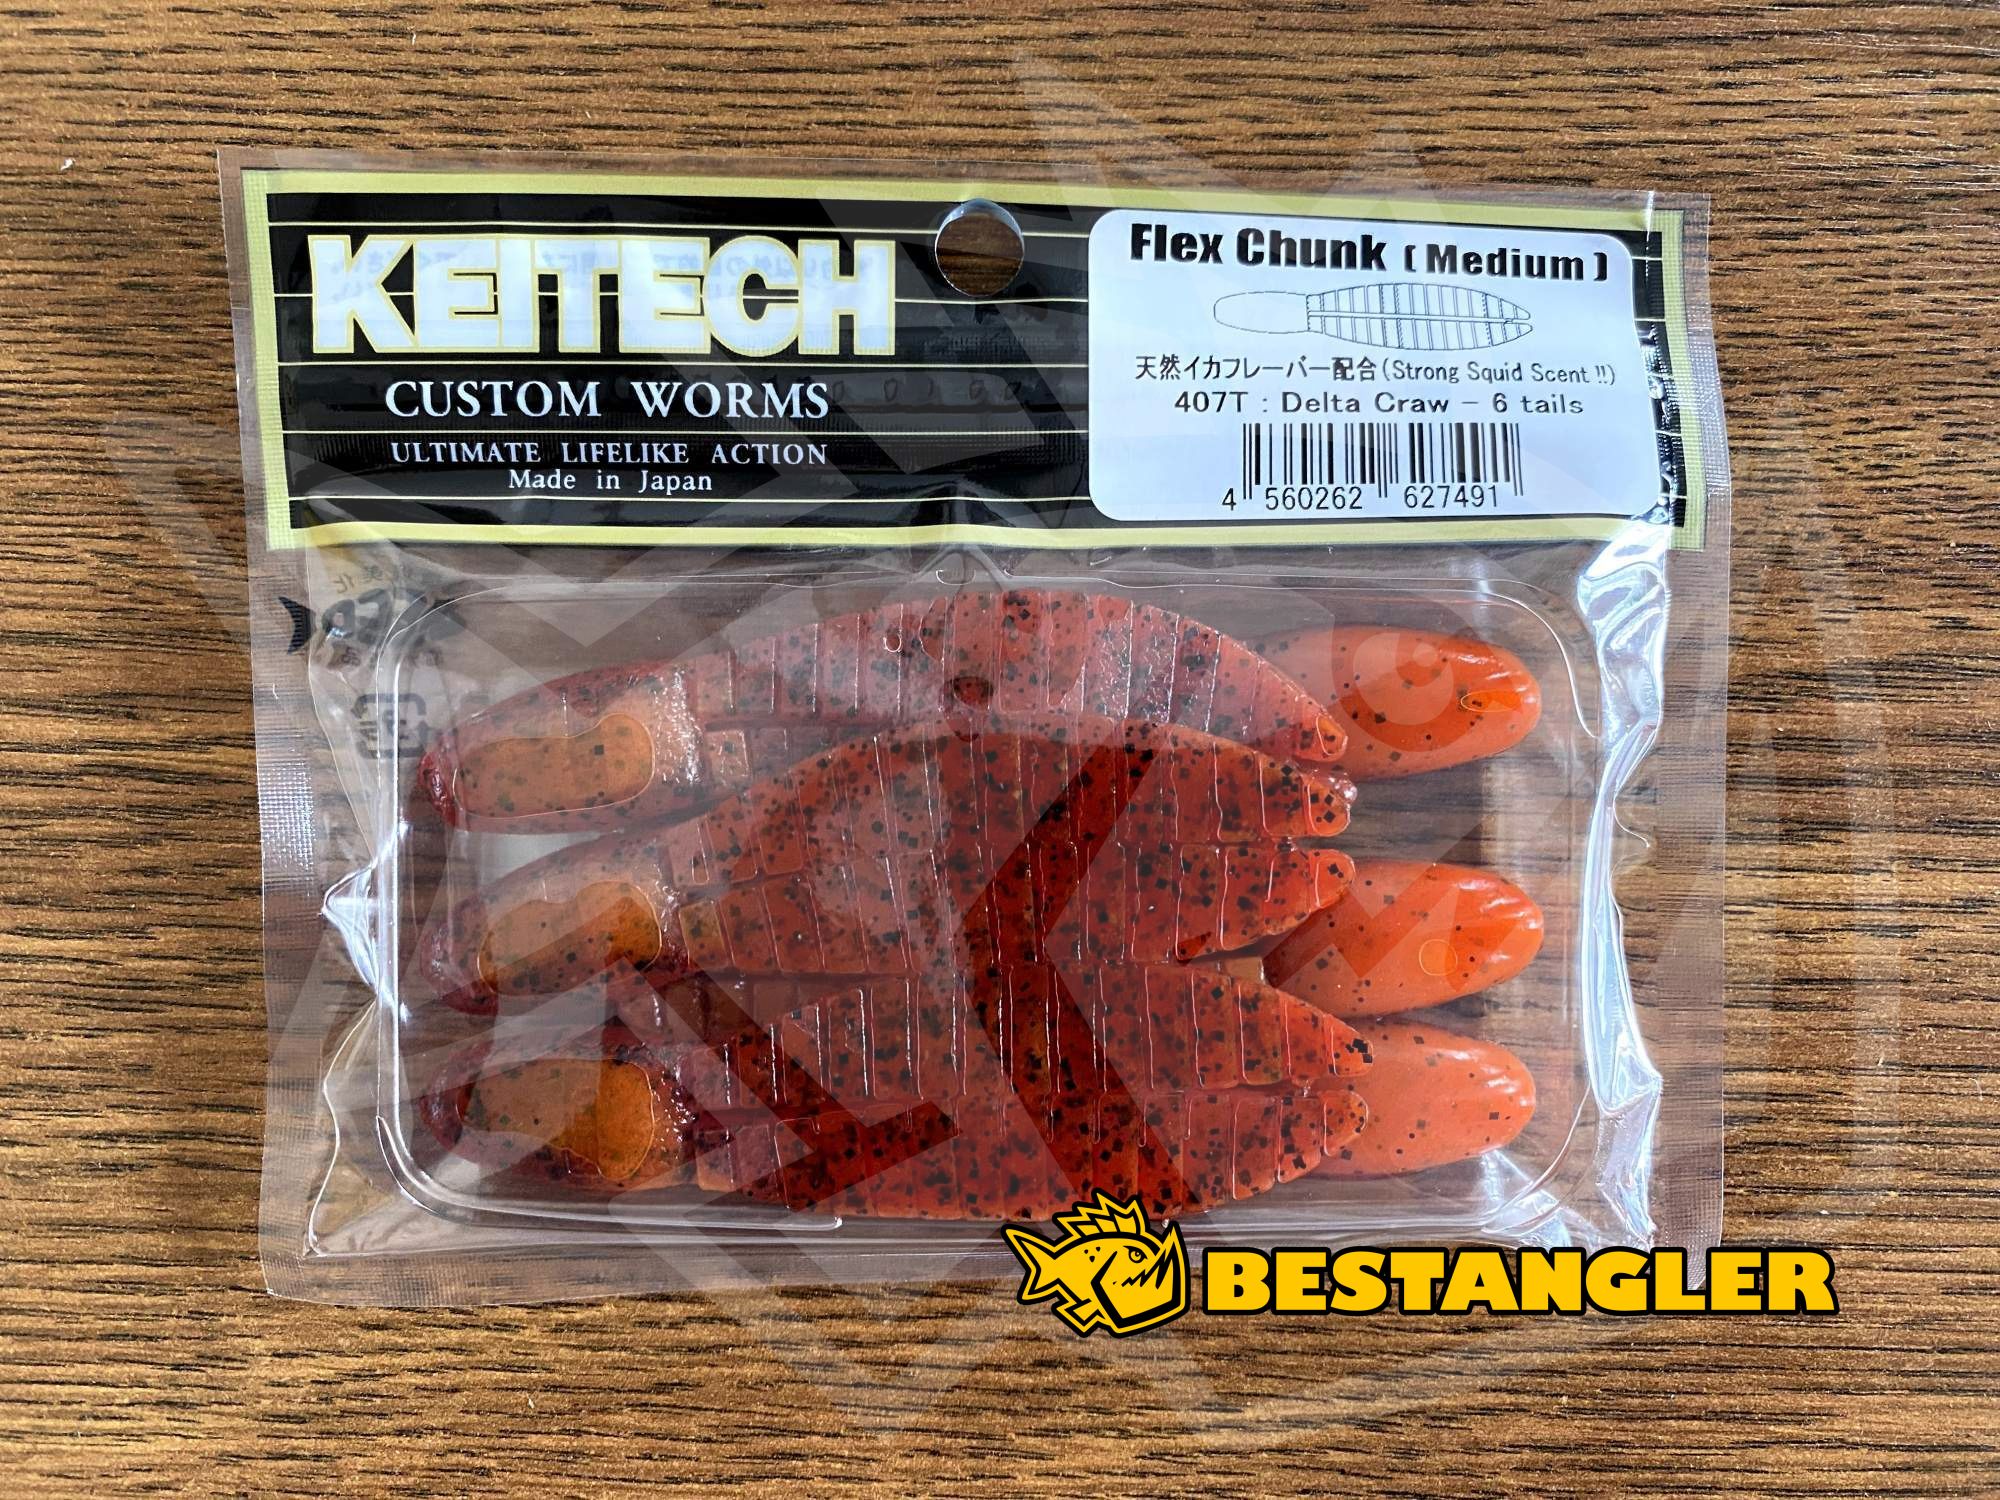 KEITECH
CUSTOM WORMS
ULTIMATE LIFELIKE ACTION
Made in Japan
Flex Chunk ( Medium )
天然イカフレーバー配合(Strong Squid Scent !!)
407T : Delta Craw - 6 tails
4 560262 627491
BESTANGLER